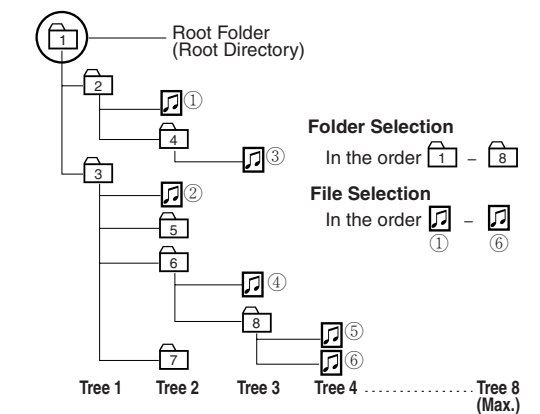 1
Root Folder
(Root Directory)
2
①
4
③
3
②
5
6
④
8
⑤
⑥
7
Folder Selection
In the order 1 – 8
File Selection
In the order –
① ⑥
Tree 1 Tree 2 Tree 3 Tree 4 .................... Tree 8
(Max.)